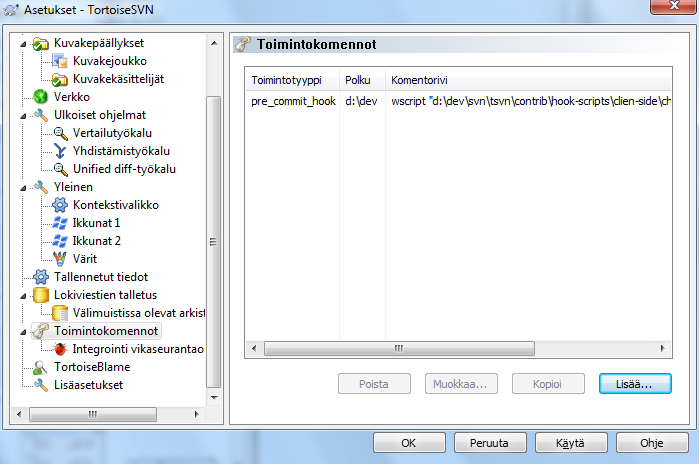 Asetukset - TortoiseSVN
Kuvakepäällykset
Kuvakejoukko
Kuvakekäsittelijät
Verkko
Ulkoiset ohjelmat
Vertailutyökalu
Yhdistämistyökalu
Unified diff-työkalu
Yleinen
Kontekstivalikko
Ikkunat 1
Ikkunat 2
Värit
Tallennetut tiedot
Lokiviestien talletus
Välimuistissa olevat arkist
Toimintokomennot
Integrointi vikaseurantao
TortoiseBlame
Lisäasetukset
Toimintokomennot
Toimintotyyppi Polku Komentorivi
pre_commit_hook d:\dev wscript "d:\dev\svn\tsvn\contrib\hook-scripts\clien-side\ch
Poista Muokkaa... Kopioi Lisää...
OK Peruuta Käytä Ohje